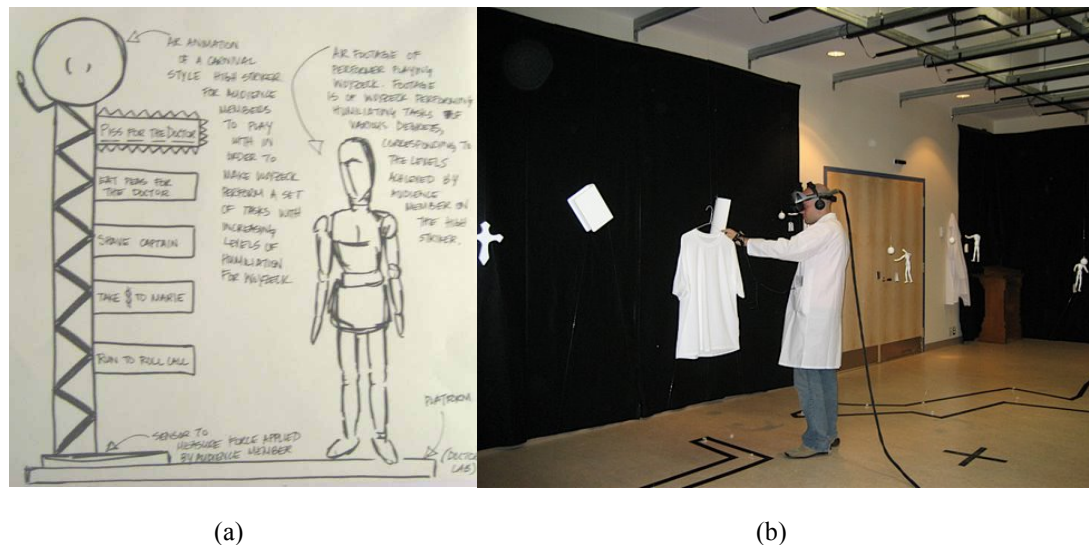 AR ANIMATION
OF A CARNIVAL
STYLE HIGH STRIKER
FOR AUDIENCE
MEMBERS
TO PLAY
WITH IN
ORDER TO
MAKE WOYZECK
PERFORM A SET
OF TASKS WITH
INCREASING
LEVELS OF
HUMILIATION
FOR WOYZECK
AR FOOTAGE OF
PERFORMER PLAYING
WOYZECK. FOOTAGE
IS OF WOYZECK PERFORMING
HUMILIATING TASKS OF
VARIOUS DEGREES,
CORRESPONDING TO
THE LEVELS
ACHIEVED BY
AUDIENCE
MEMBER ON
THE HIGH
STRIKER.
PISS FOR THE DOCTOR
EAT PEAS FOR
THE DOCTOR
SHAVE CAPTAIN
TAKE $ TO MARIE
RUN TO ROLL CALL
SENSOR TO
MEASURE FORCE APPLIED
BY AUDIENCE MEMBER
PLATFORM
(DOCTOR
LAB)
(a)
(b)